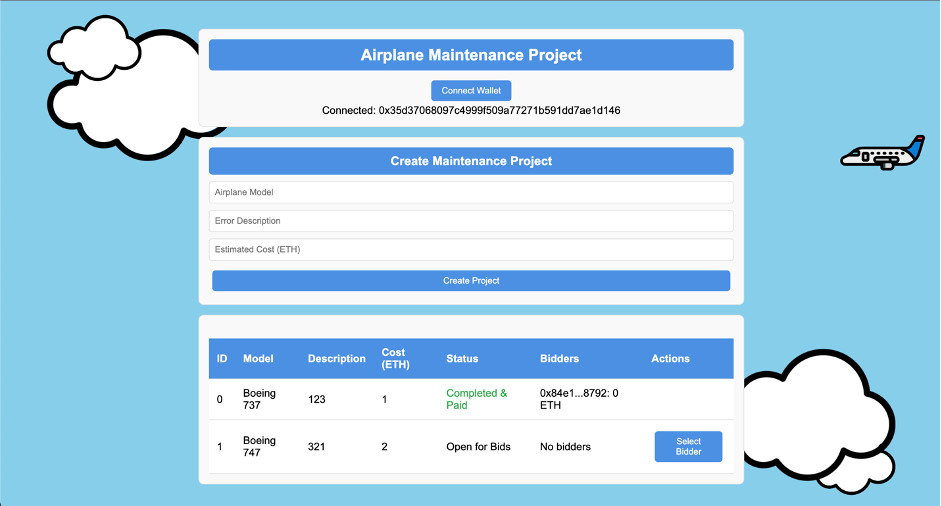 Airplane Maintenance Project
Connect Wallet
Connected: 0x35d37068097c4999f509a77271b591dd7ae1d146
Create Maintenance Project
Airplane Model
Error Description
Estimated Cost (ETH)
Create Project
ID Model Description Cost (ETH) Status Bidders Actions
0 Boeing 737 123 1 Completed & Paid 0x84e1...8792: 0 ETH
1 Boeing 747 321 2 Open for Bids No bidders Select Bidder